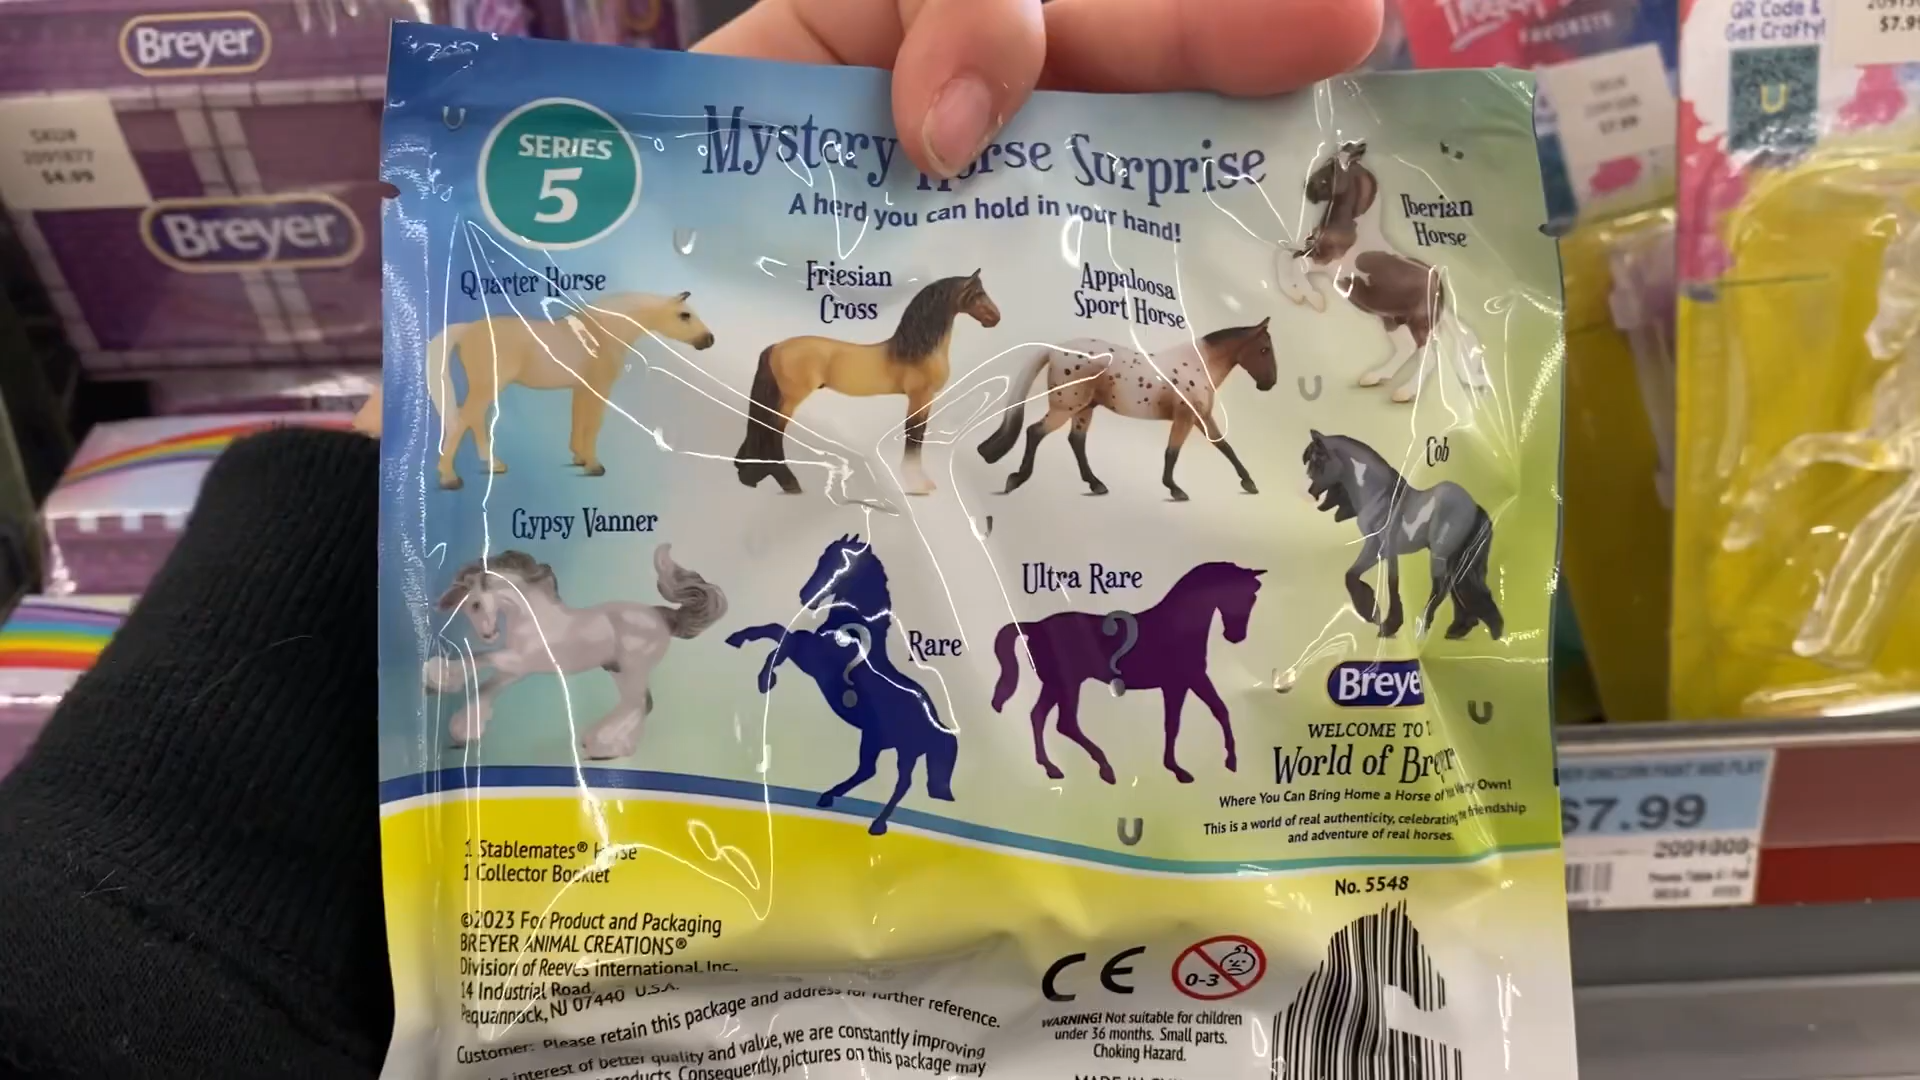 Breyer
SKU#
2091877
$4.99
Breyer
SERIES
5
Mystery Horse Surprise
A herd you can hold in your hand!
Quarter Horse
Friesian
Cross
Appaloosa
Sport Horse
Iberian
Horse
Cob
Gypsy Vanner
?
Rare
Ultra Rare
?
Breye
WELCOME TO
World of Breyer
Where You Can Bring Home a Horse of Your Very Own!
This is a world of real authenticity, celebrating the friendship
and adventure of real horses.
1 Stablemates® Horse
1 Collector Booklet
©2023 For Product and Packaging
BREYER ANIMAL CREATIONS®
Division of Reeves International, Inc.
14 Industrial Road
Pequannock, NJ 07440 U.S.A.
Customer: Please retain this package and address for further reference.
interest of better quality and value, we are constantly improving
products. Consequently, pictures on this package may
No. 5548
CE
0-3
WARNING! Not suitable for children
under 36 months. Small parts.
Choking Hazard.
MADE IN
QR Code &
Get Crafty!
$7.99
FAVORITE
$7.99